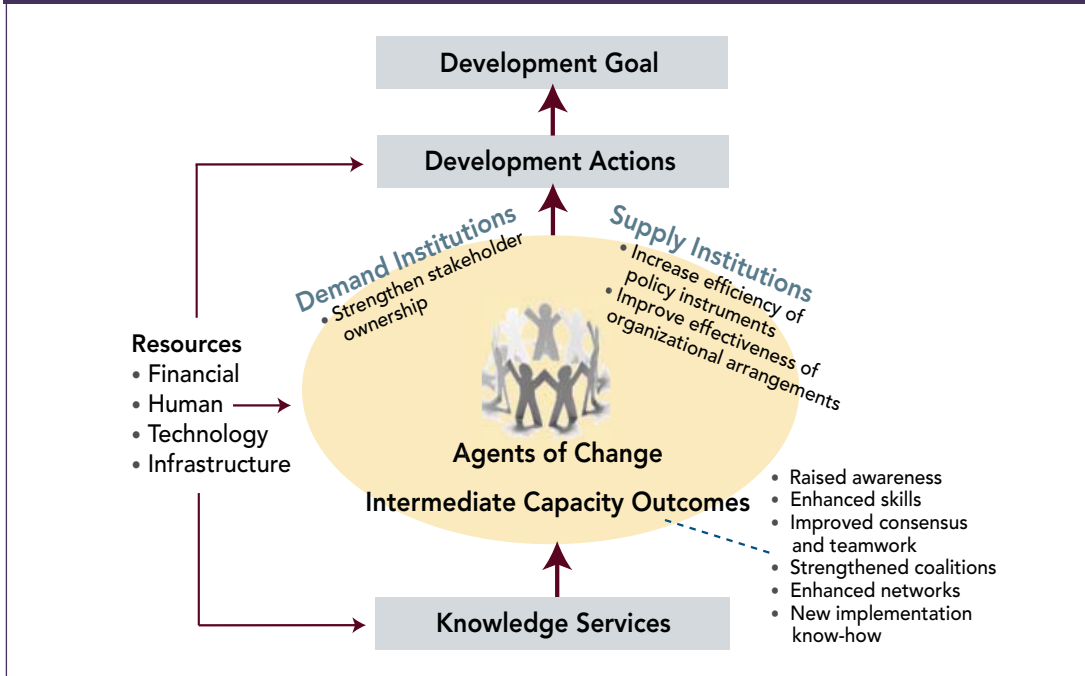 Development Goal
Development Actions
Demand Institutions
• Strengthen stakeholder
ownership
Supply Institutions
• Increase efficiency of
policy instruments
• Improve effectiveness of
organizational arrangements
Resources
• Financial
• Human
• Technology
• Infrastructure
Agents of Change
Intermediate Capacity Outcomes
• Raised awareness
• Enhanced skills
• Improved consensus
and teamwork
• Strengthened coalitions
• Enhanced networks
• New implementation
know-how
Knowledge Services